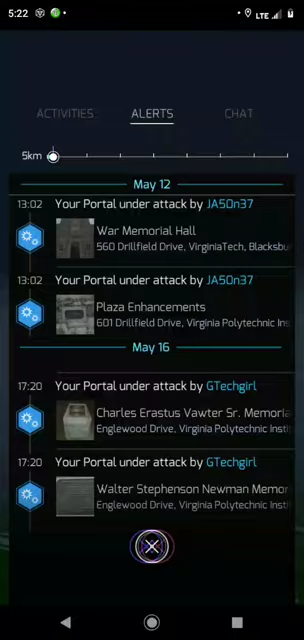 5:22
LTE
ACTIVITIES
ALERTS
CHAT
5km
May 12
13:02 Your Portal under attack by JA50n37
War Memorial Hall
560 Drillfield Drive, VirginiaTech, Blacksbu
13:02 Your Portal under attack by JA50n37
Plaza Enhancements
601 Drillfield Drive, Virginia Polytechnic Ins
May 16
17:20 Your Portal under attack by GTechgirl
Charles Erastus Vawter Sr. Memoria
Englewood Drive, Virginia Polytechnic Insti
17:20 Your Portal under attack by GTechgirl
Walter Stephenson Newman Memor
Englewood Drive, Virginia Polytechnic Insti